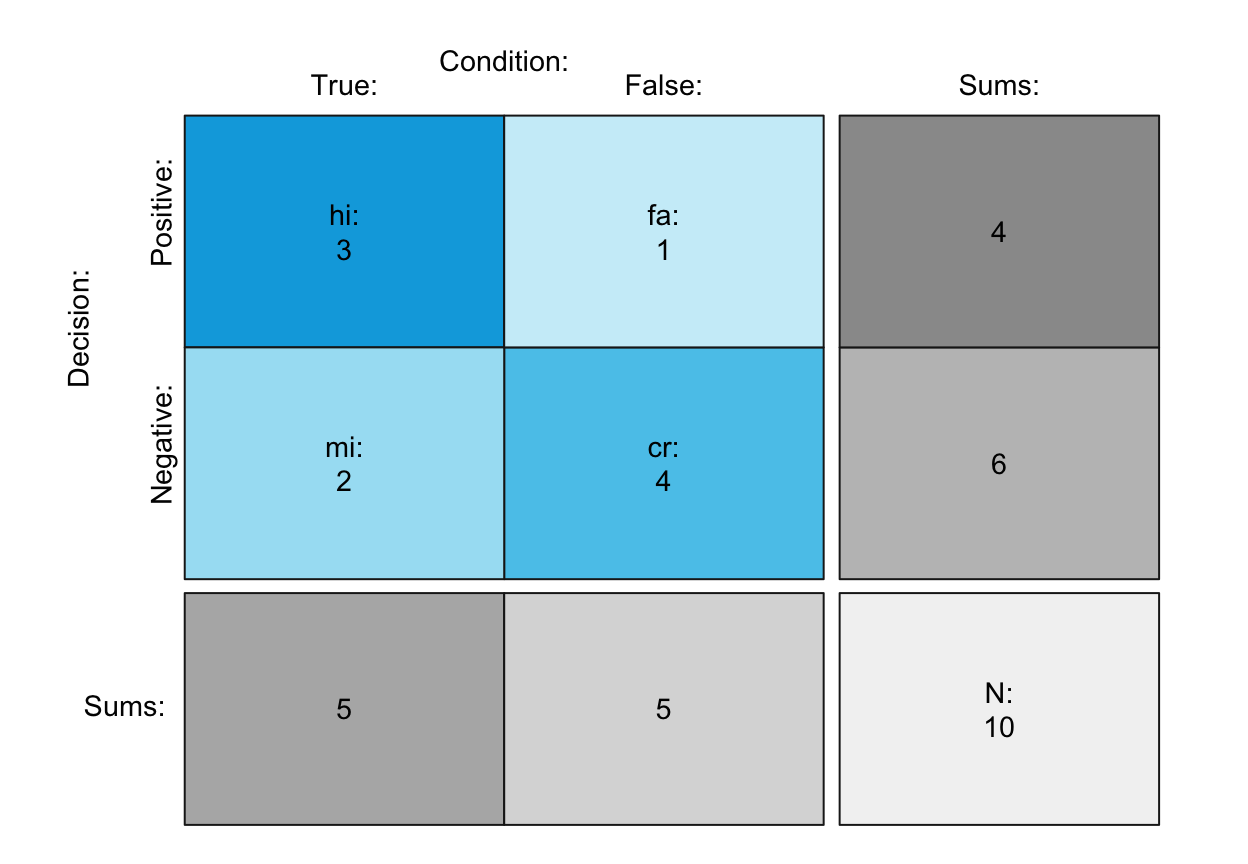 Condition:
True:
False:
Sums:
Decision:
Positive:
hi:
3
fa:
1
4
Negative:
mi:
2
cr:
4
6
Sums:
5
5
N:
10